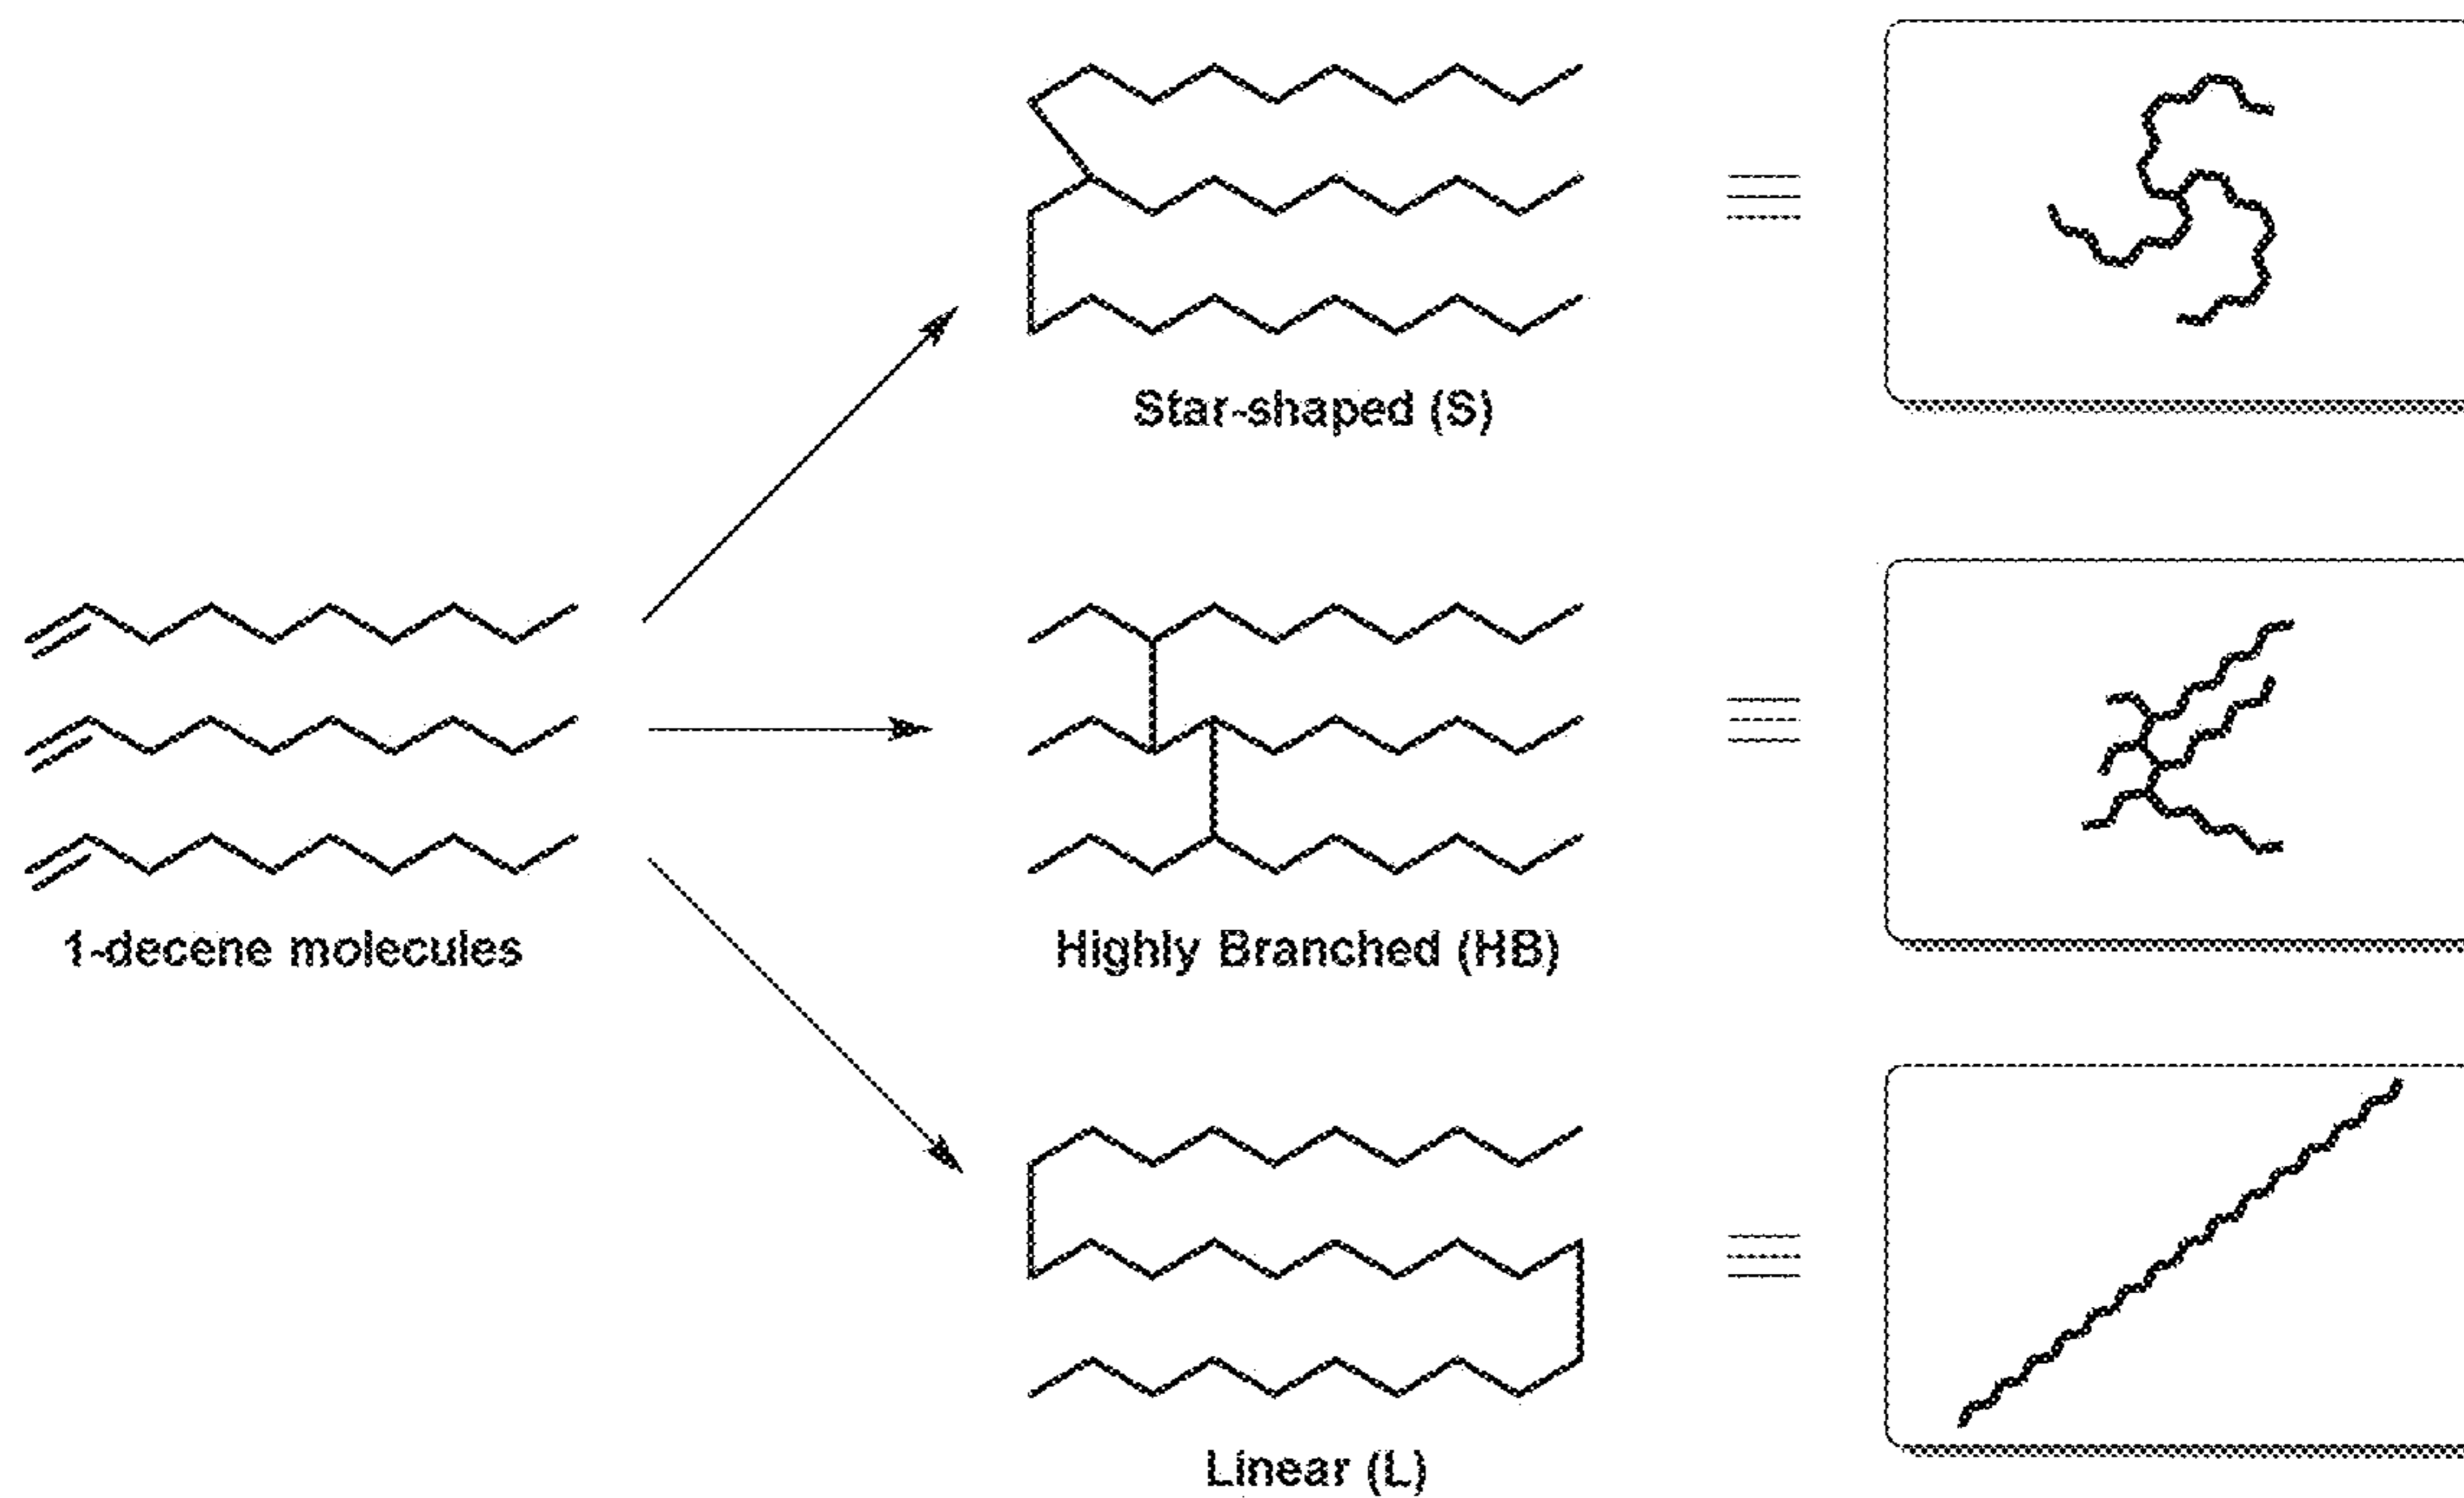 Star-shaped (S)
1-decene molecules
Highly Branched (HB)
Linear (L)